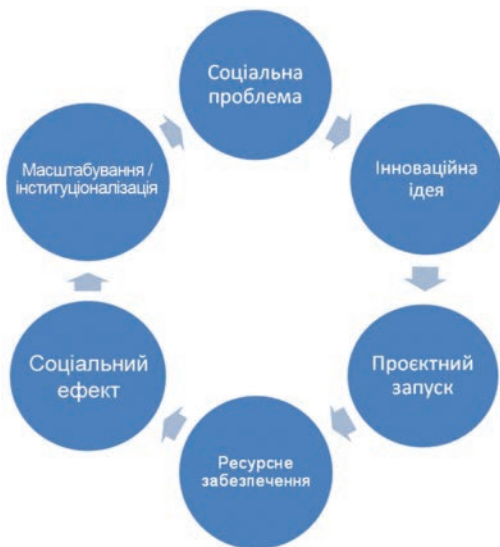 Соціальна
проблема
Інноваційна
ідея
Проєктний
запуск
Ресурсне
забезпечення
Соціальний
ефект
Масштабування /
інституціоналізація